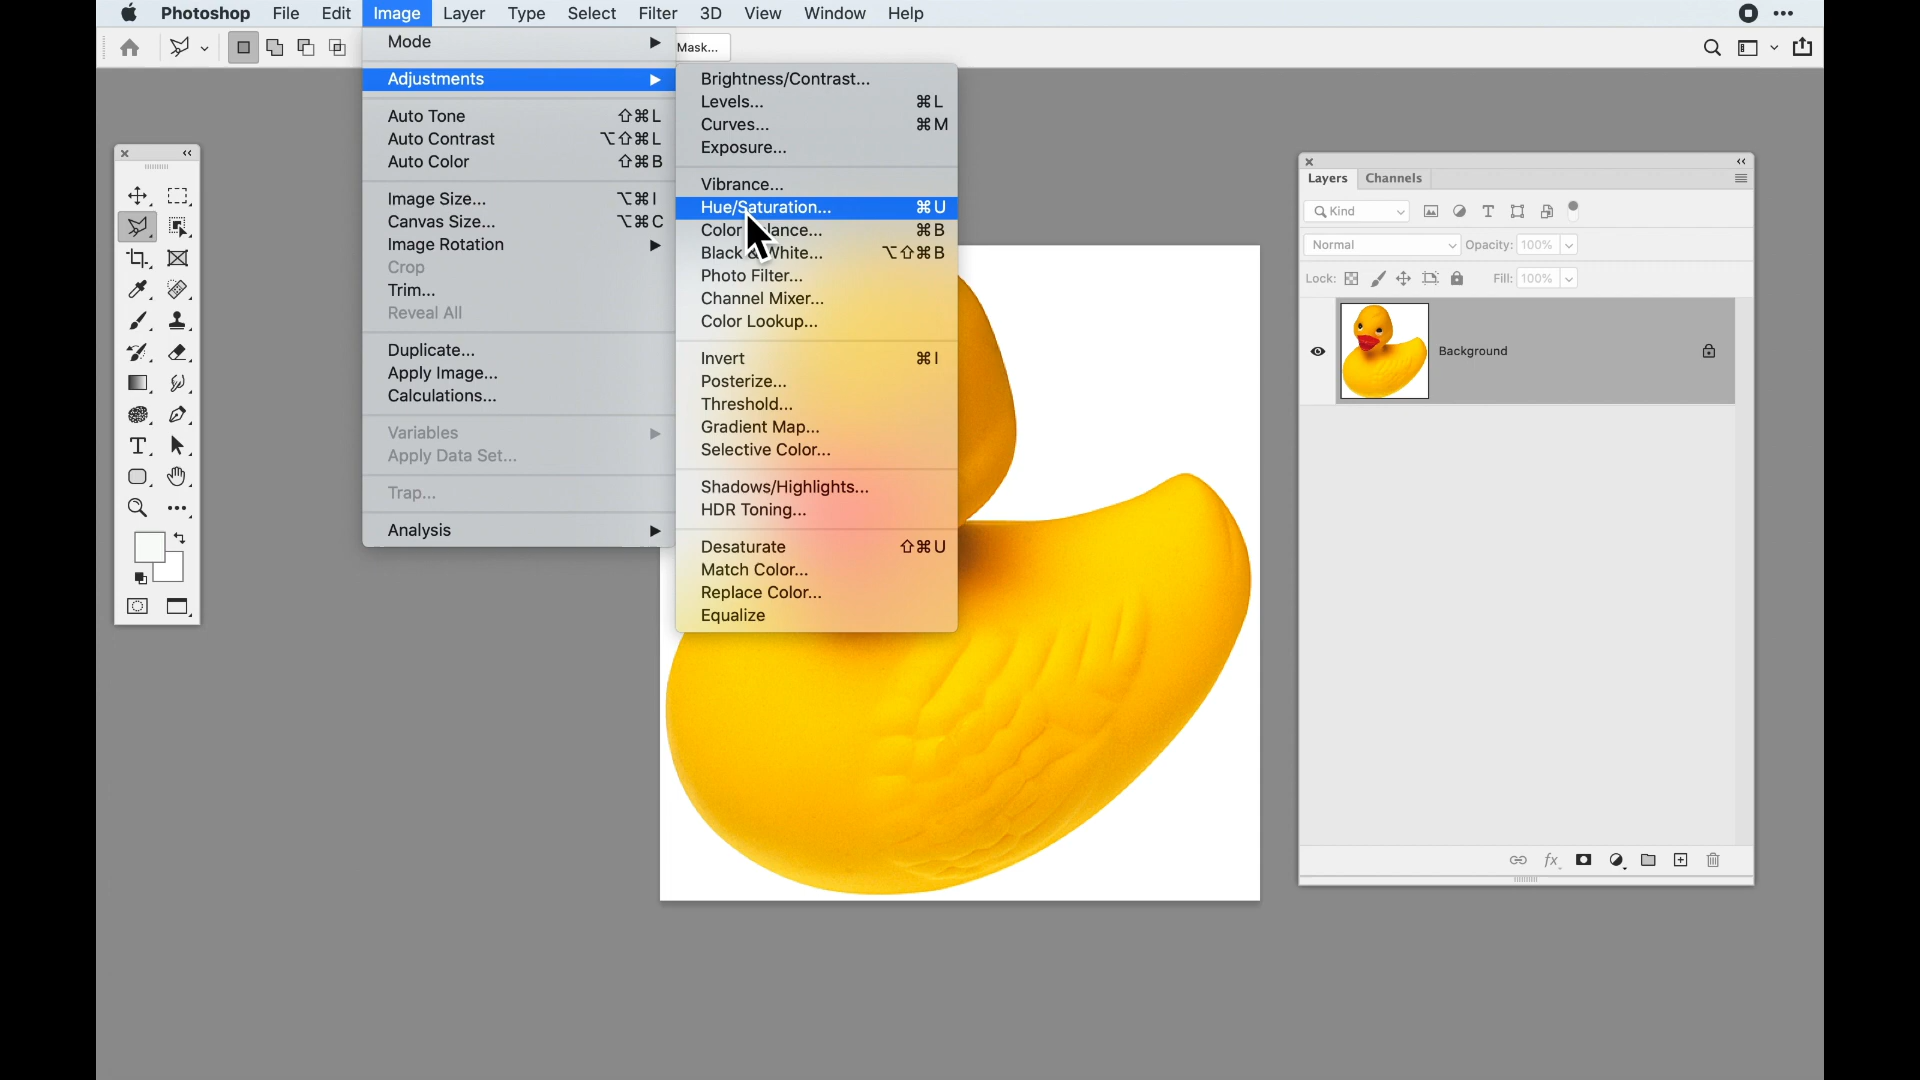 Photoshop File Edit Image Layer Type Select Filter 3D View Window Help
Mask...
Mode
Adjustments
Auto Tone ⇧⌘L
Auto Contrast ⌥⇧⌘L
Auto Color ⇧⌘B
Image Size... ⌥⌘I
Canvas Size... ⌥⌘C
Image Rotation
Crop
Trim...
Reveal All
Duplicate...
Apply Image...
Calculations...
Variables
Apply Data Set...
Trap...
Analysis
Brightness/Contrast...
Levels... ⌘L
Curves... ⌘M
Exposure...
Vibrance...
Hue/Saturation... ⌘U
Color ... ⌘B
Black & White... ⌥⇧⌘B
Photo Filter...
Channel Mixer...
Color Lookup...
Invert ⌘I
Posterize...
Threshold...
Gradient Map...
Selective Color...
Shadows/Highlights...
HDR Toning...
Desaturate ⇧⌘U
Match Color...
Replace Color...
Equalize
Layers Channels
Kind
Normal Opacity: 100%
Lock: Fill: 100%
Background